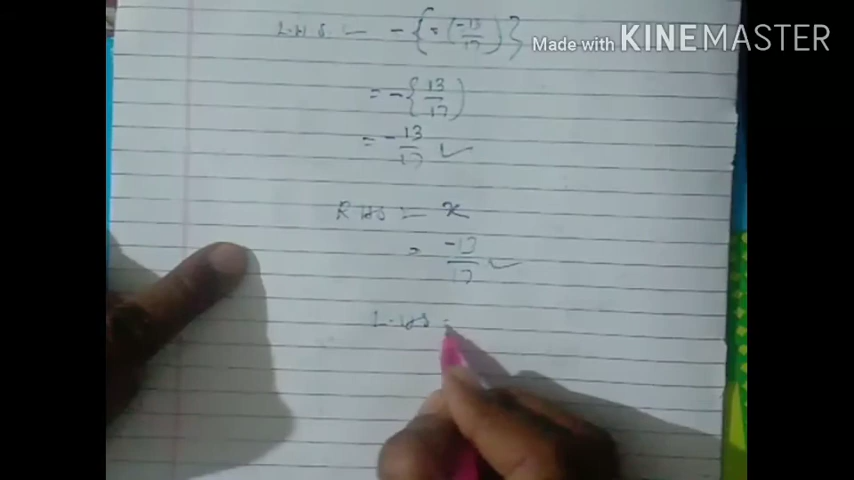 L.H.S. = - { - ( -13/17 ) }
Made with KINEMASTER
= - { 13/17 )
= - 13/17 ✓
R.H.S = x
= -13/17 ✓
L.H.S =